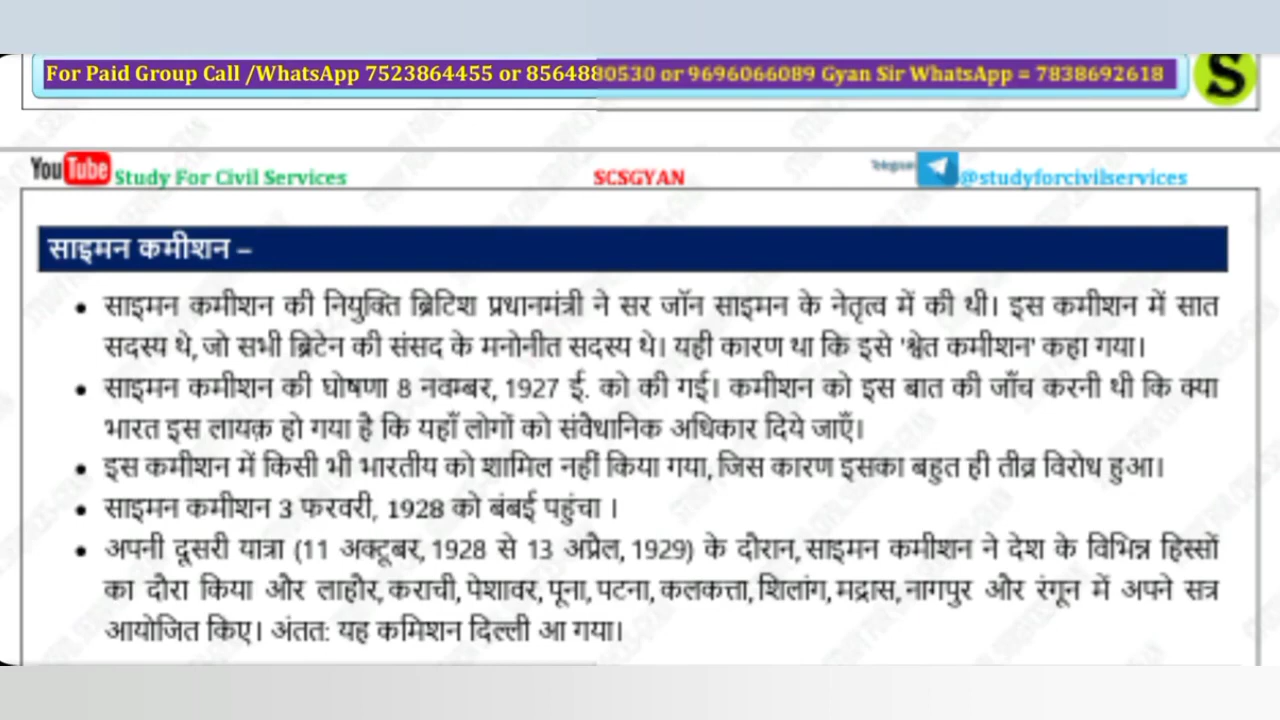 For Paid Group Call /WhatsApp 7523864455 or 8564880530 or 9696066089 Gyan Sir WhatsApp = 7838692618
S
YouTube Study For Civil Services SCSGYAN Telegram @studyforcivilservices
साइमन कमीशन –
• साइमन कमीशन की नियुक्ति ब्रिटिश प्रधानमंत्री ने सर जॉन साइमन के नेतृत्व में की थी। इस कमीशन में सात
सदस्य थे, जो सभी ब्रिटेन की संसद के मनोनीत सदस्य थे। यही कारण था कि इसे 'श्वेत कमीशन' कहा गया।
• साइमन कमीशन की घोषणा 8 नवम्बर, 1927 ई. को की गई। कमीशन को इस बात की जाँच करनी थी कि क्या
भारत इस लायक़ हो गया है कि यहाँ लोगों को संवैधानिक अधिकार दिये जाएँ।
• इस कमीशन में किसी भी भारतीय को शामिल नहीं किया गया, जिस कारण इसका बहुत ही तीव्र विरोध हुआ।
• साइमन कमीशन 3 फरवरी, 1928 को बंबई पहुंचा ।
• अपनी दूसरी यात्रा (11 अक्टूबर, 1928 से 13 अप्रैल, 1929) के दौरान, साइमन कमीशन ने देश के विभिन्न हिस्सों
का दौरा किया और लाहौर, कराची, पेशावर, पूना, पटना, कलकत्ता, शिलांग, मद्रास, नागपुर और रंगून में अपने सत्र
आयोजित किए। अंतत: यह कमिशन दिल्ली आ गया।